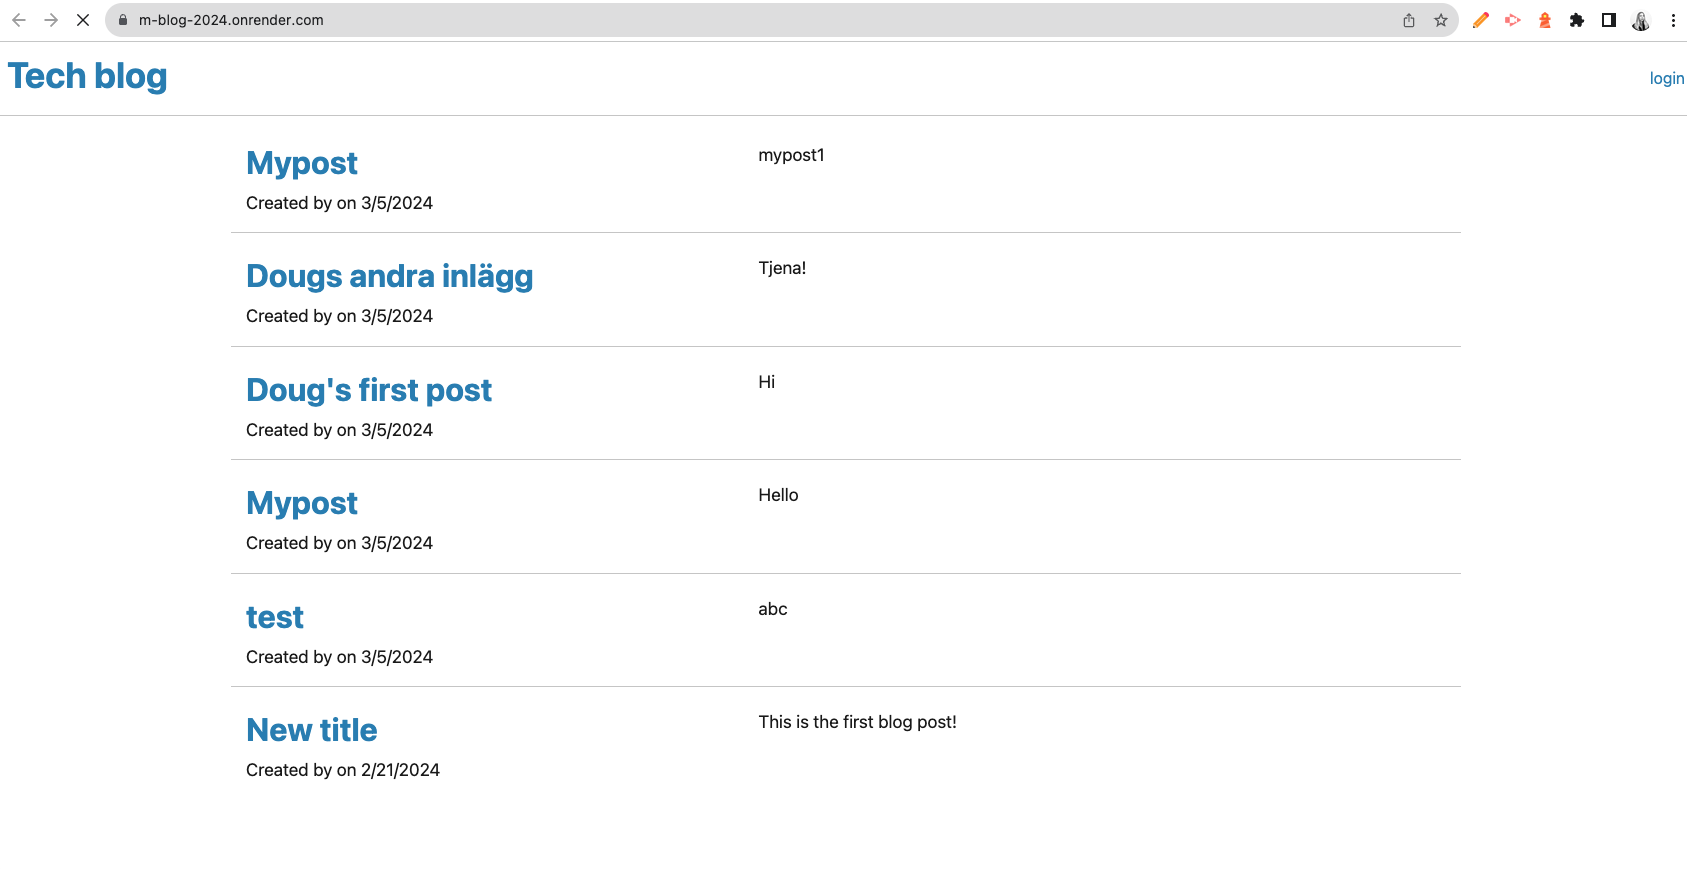 m-blog-2024.onrender.com
Tech blog
login
Mypost
mypost1
Created by on 3/5/2024
Dougs andra inlägg
Tjena!
Created by on 3/5/2024
Doug's first post
Hi
Created by on 3/5/2024
Mypost
Hello
Created by on 3/5/2024
test
abc
Created by on 3/5/2024
New title
This is the first blog post!
Created by on 2/21/2024